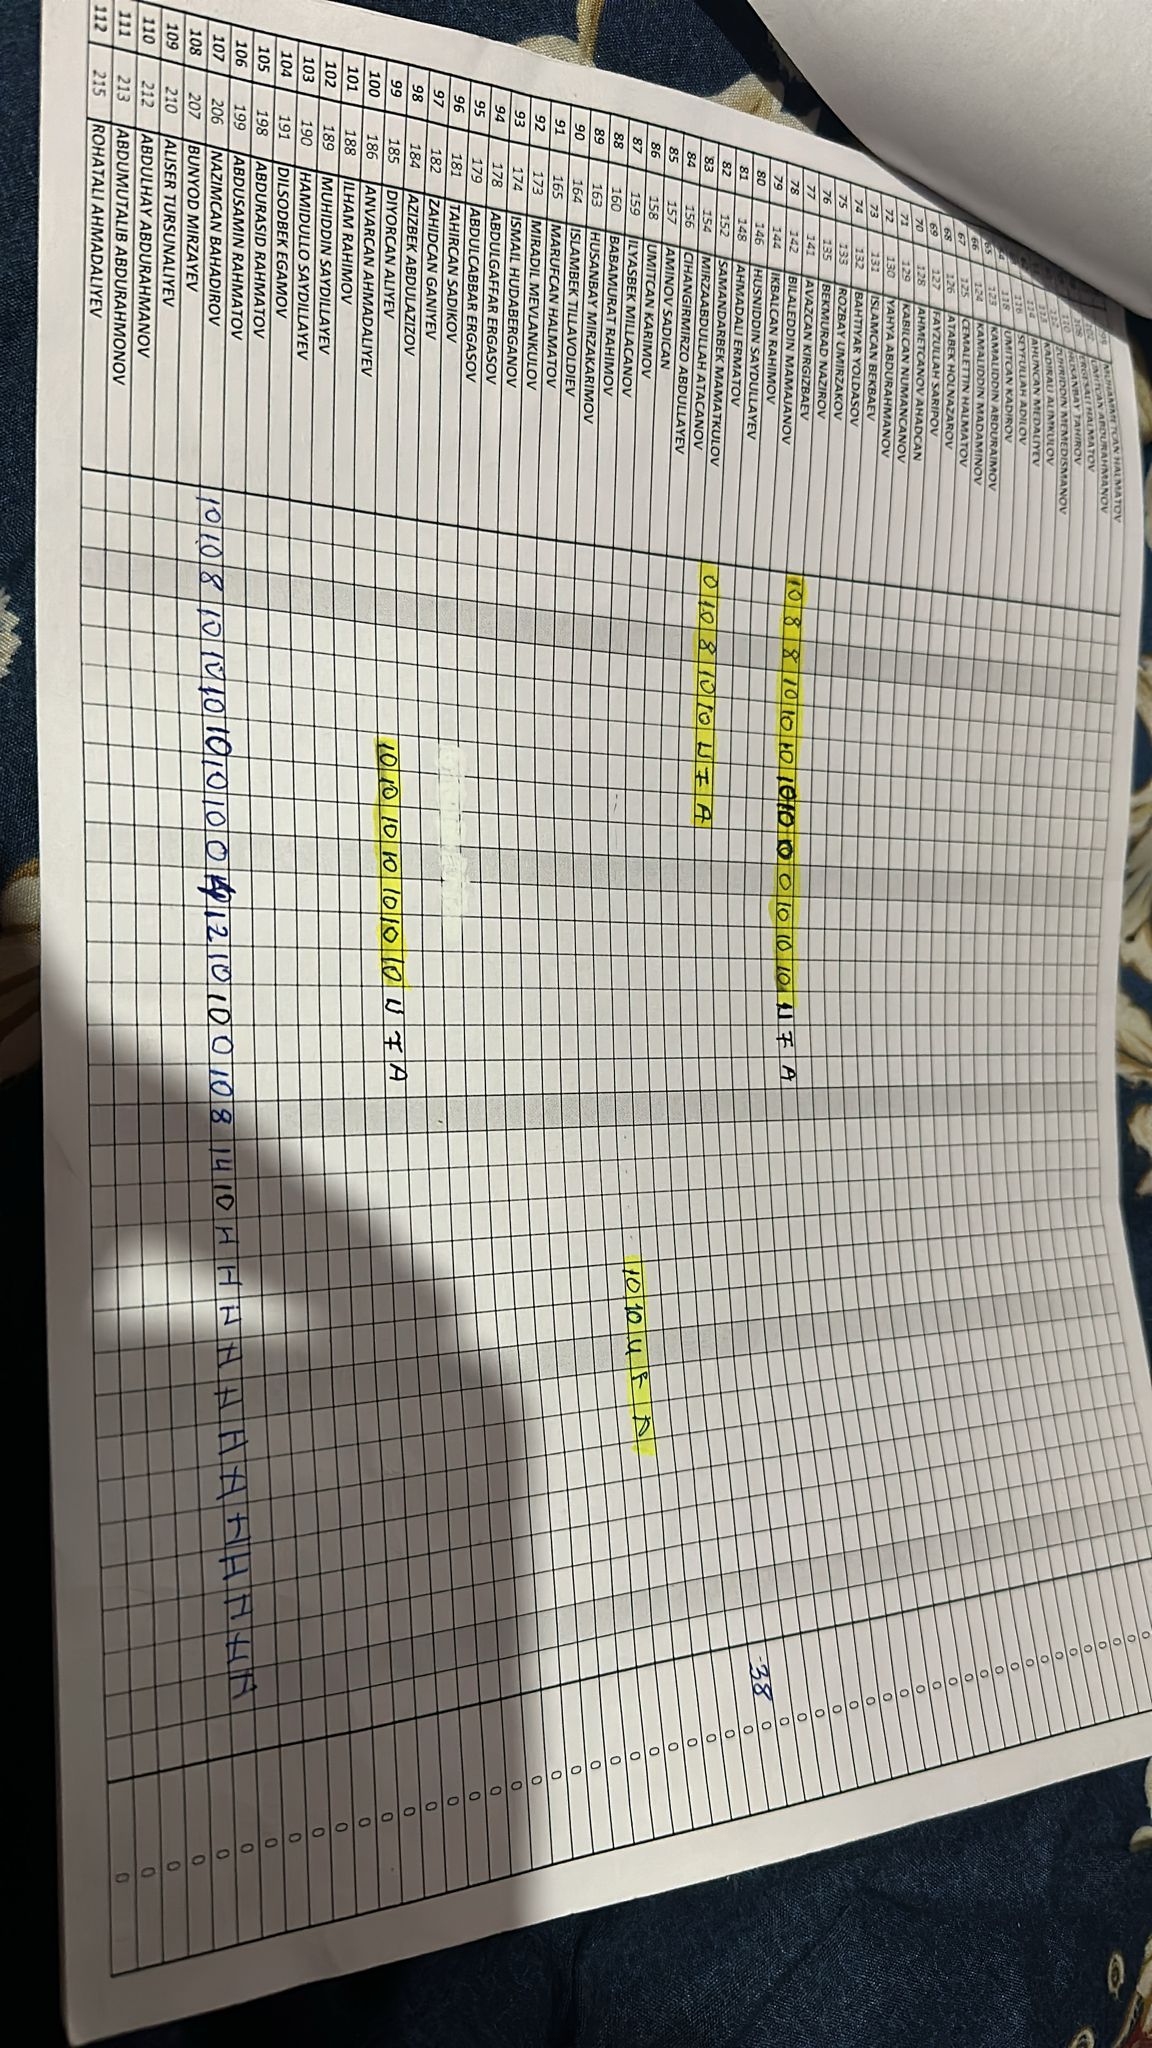 MUHAMMETCAN HALMATOV 0
102 UMITCAN ABDURAHMANOV 0
108 ERGESALI HALMATOV 0
110 HUSANBAY TAHIROV 0
112 ZUHRIDDIN MEMEDISMANOV 0
113 KADIRALI ALIMKULOV 0
114 AHUNCAN MEDALIYEV 0
116 SEYFULLAH ADILOV 0
118 UMITCAN KADIROV 0
65 123 KAMALIDDIN ABDURAIMOV 0
66 124 KAMALIDDIN MADAMINOV 0
67 125 CEMALETTIN HALMATOV 0
68 126 ATABEK HOLNAZAROV 0
69 127 FAYZULLAH SARIPOV 0
70 128 AHMETCANOV AHADCAN 0
71 129 KABILCAN NUMANCANOV 0
72 130 YAHYA ABDURAHMANOV 0
73 131 ISLAMCAN BEKBAEV 0
74 132 BAHTIYAR YOLDASOV 0
75 133 ROZBAY UMIRZAKOV 0
76 135 BEKMURAD NAZIROV 0
77 141 AVAZCAN KIRGIZBAEV 0
78 142 BILALEDDIN MAMAJANOV 10 8 8 10 10 10 10 10 0 0 10 10 10 U F A 0
79 144 IKBALCAN RAHIMOV 0
80 146 HUSNIDDIN SAYDULLAYEV 0
81 148 AHMADALI ERMATOV 0
82 152 SAMANDARBEK MAMATKULOV 0
83 154 MIRZAABDULLAH ATACANOV 0 10 8 10 10 U F A -38 0
84 156 CIHANGIRMIRZO ABDULLAYEV 0
85 157 AMINOV SADICAN 0
86 158 UMITCAN KARIMOV 0
87 159 ILYASBEK MILLACANOV 10 10 U F A 0
88 160 BABAMURAT RAHIMOV 0
89 163 HUSANBAY MIRZAKARIMOV 0
90 164 ISLAMBEK TILLAVOLDIEV 0
91 165 MARUFCAN HALMATOV 0
92 173 MIRADIL MEVLANKULOV 0
93 174 ISMAIL HUDABERGANOV 0
94 178 ABDULGAFFAR ERGASOV 0
95 179 ABDULCABBAR ERGASOV 0
96 181 TAHIRCAN SADIKOV 0
97 182 ZAHIDCAN GANIYEV 0
98 184 AZIZBEK ABDULAZIZOV 0
99 185 DIYORCAN ALIYEV 10 10 10 10 10 10 10 U F A 0
100 186 ANVARCAN AHMADALIYEV 0
101 188 ILHAM RAHIMOV 0
102 189 MUHIDDIN SAYDILLAYEV 0
103 190 HAMIDULLO SAYDILLAYEV 0
104 191 DILSODBEK EGAMOV 0
105 198 ABDURASID RAHMATOV 0
106 199 ABDUSAMIN RAHMATOV 0
107 206 NAZIMCAN BAHADIROV 10 10 8 10 10 10 10 10 10 0 14 12 10 10 0 10 8 14 10 H H H H H H H H H H H H 0
108 207 BUNYOD MIRZAYEV 0
109 210 ALISER TURSUNALIYEV 0
110 212 ABDULHAY ABDURAHMANOV 0
111 213 ABDUMUTALIB ABDURAHMONOV 0
112 215 ROHATALI AHMADALIYEV 0